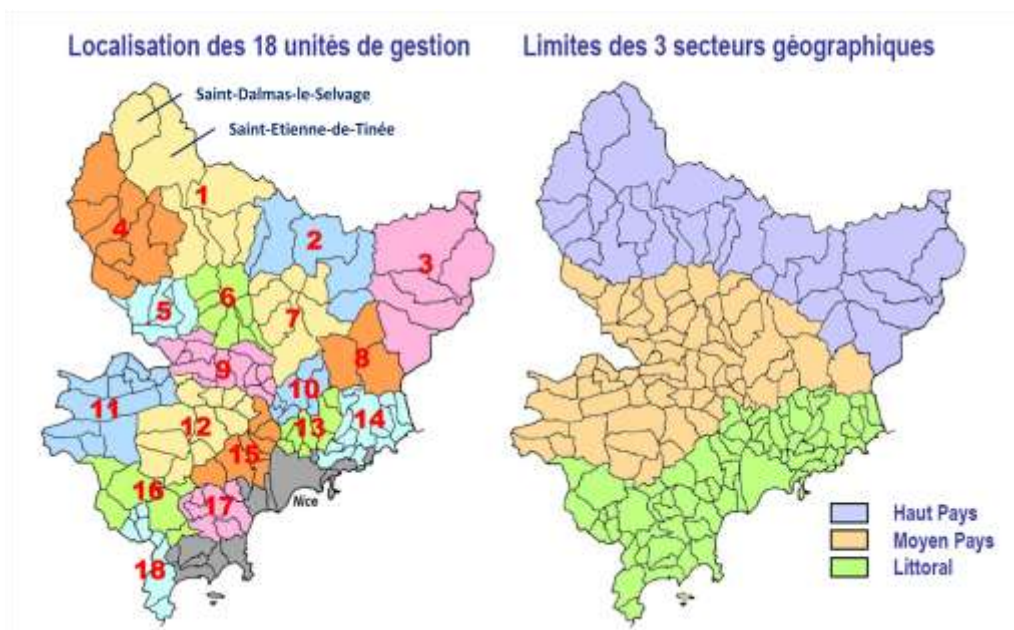 Localisation des 18 unités de gestion
Limites des 3 secteurs géographiques
Saint-Dalmas-le-Selvage
Saint-Etienne-de-Tinée
1
2
3
4
5
6
7
8
9
10
11
12
13
14
15
16
17
18
Nice
Haut Pays
Moyen Pays
Littoral